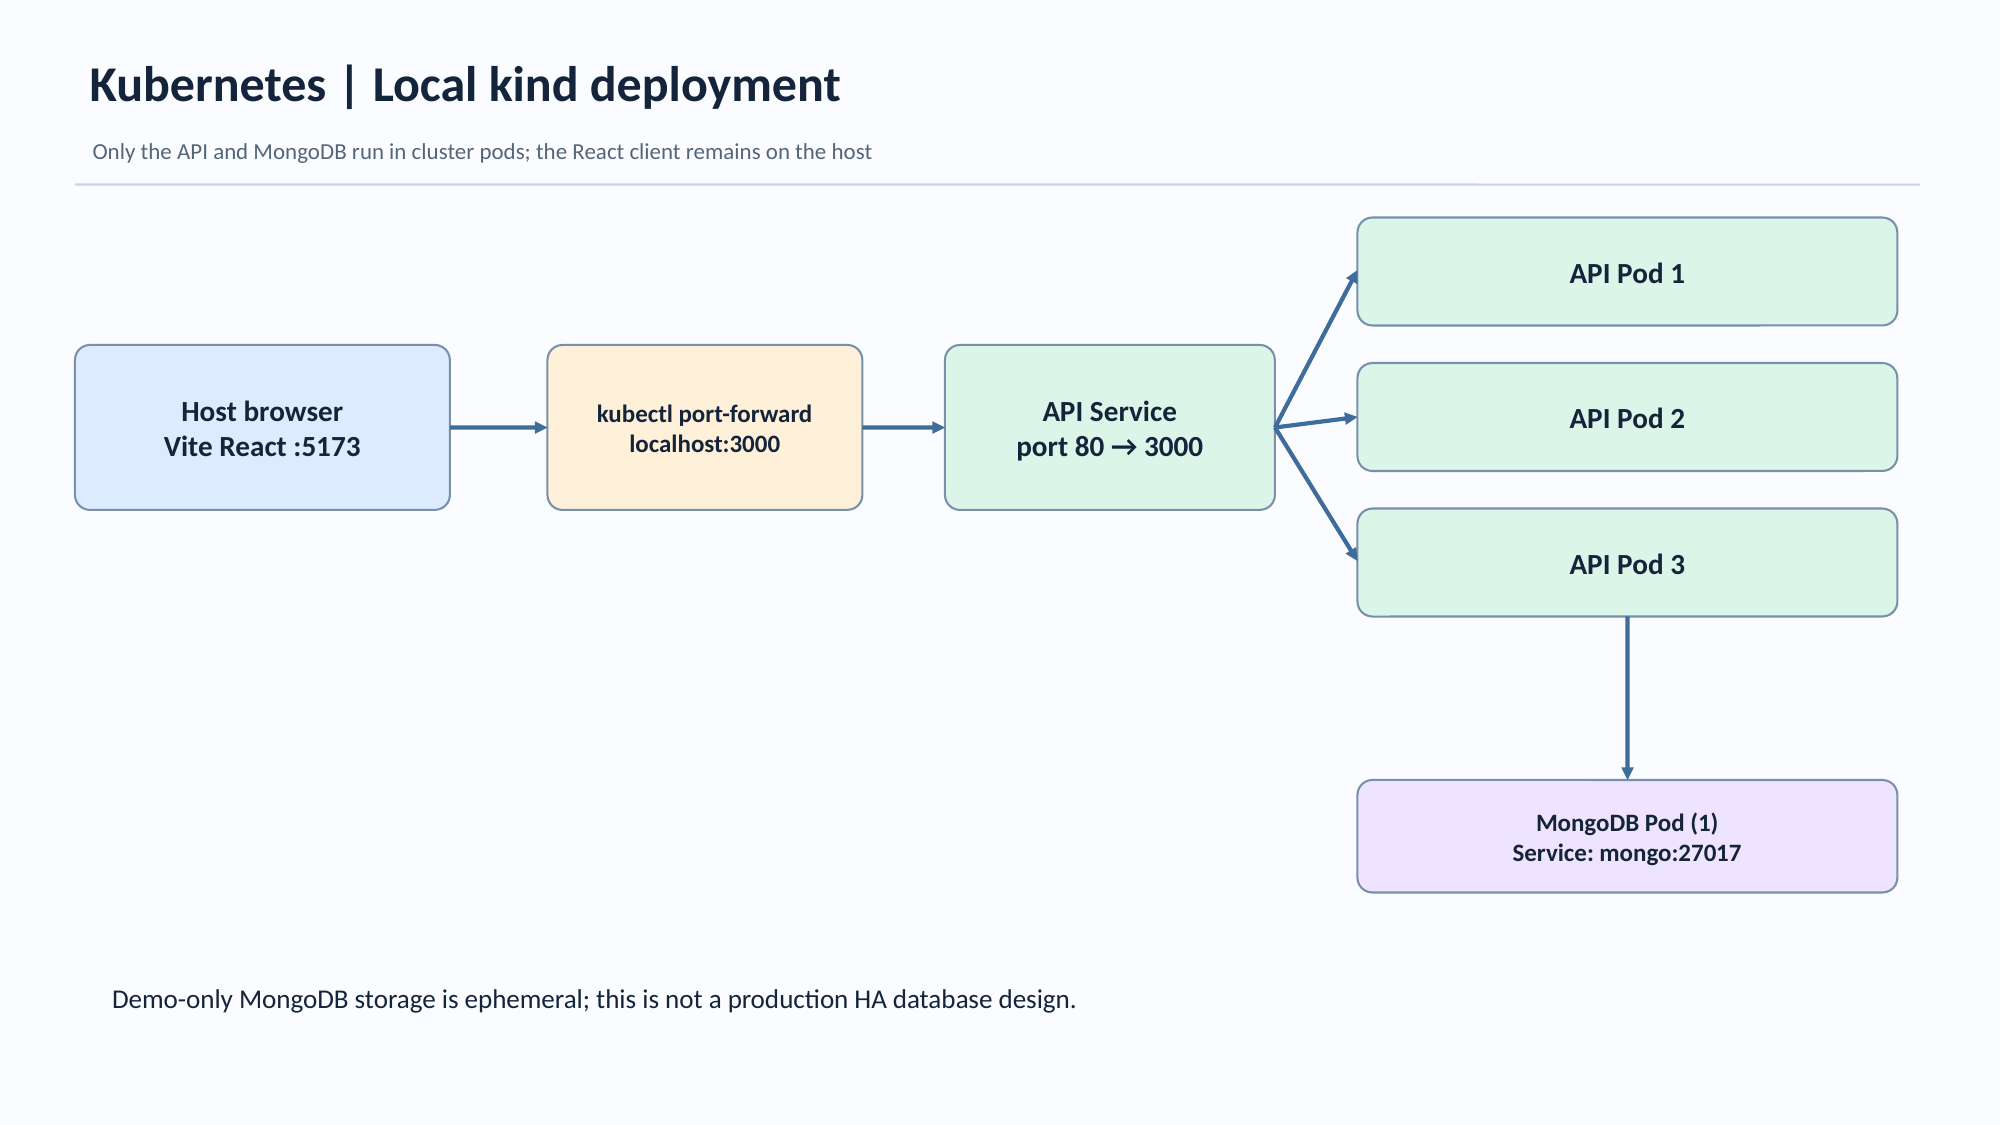 Kubernetes | Local kind deployment
Only the API and MongoDB run in cluster pods; the React client remains on the host
Host browser
Vite React :5173
kubectl port-forward
localhost:3000
API Service
port 80 → 3000
API Pod 1
API Pod 2
API Pod 3
MongoDB Pod (1)
Service: mongo:27017
Demo-only MongoDB storage is ephemeral; this is not a production HA database design.